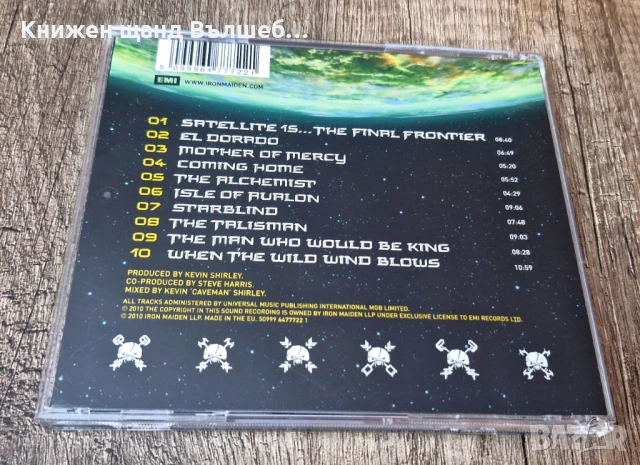 Книжен щанд Вълшеб...
5099964777221
EMI WWW.IRONMAIDEN.COM
01 SATELLITE 15...THE FINAL FRONTIER 08:40
02 EL DORADO 06:49
03 MOTHER OF MERCY 05:20
04 COMING HOME 05:52
05 THE ALCHEMIST 04:29
06 ISLE OF AVALON 09:06
07 STARBLIND 07:48
08 THE TALISMAN 09:03
09 THE MAN WHO WOULD BE KING 08:28
10 WHEN THE WILD WIND BLOWS 10:59
PRODUCED BY KEVIN SHIRLEY.
CO-PRODUCED BY STEVE HARRIS.
MIXED BY KEVIN 'CAVEMAN' SHIRLEY.
ALL TRACKS ADMINISTERED BY UNIVERSAL MUSIC PUBLISHING INTERNATIONAL MGB LIMITED.
℗ 2010 THE COPYRIGHT IN THIS SOUND RECORDING IS OWNED BY IRON MAIDEN LLP UNDER EXCLUSIVE LICENSE TO EMI RECORDS LTD.
© 2010 IRON MAIDEN LLP. MADE IN THE EU. 50999 6477722 1